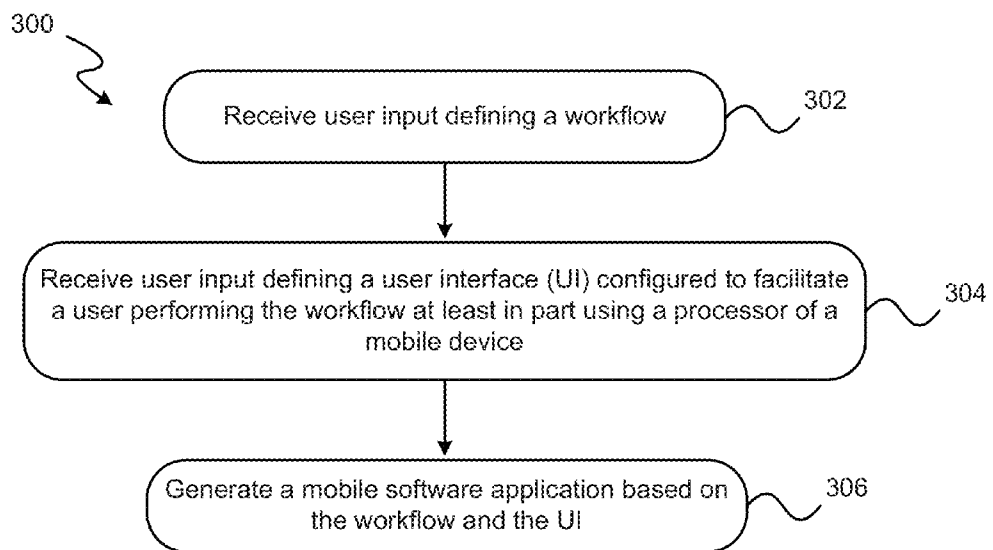 300
Receive user input defining a workflow
302
Receive user input defining a user interface (UI) configured to facilitate
a user performing the workflow at least in part using a processor of a
mobile device
304
Generate a mobile software application based on
the workflow and the UI
306